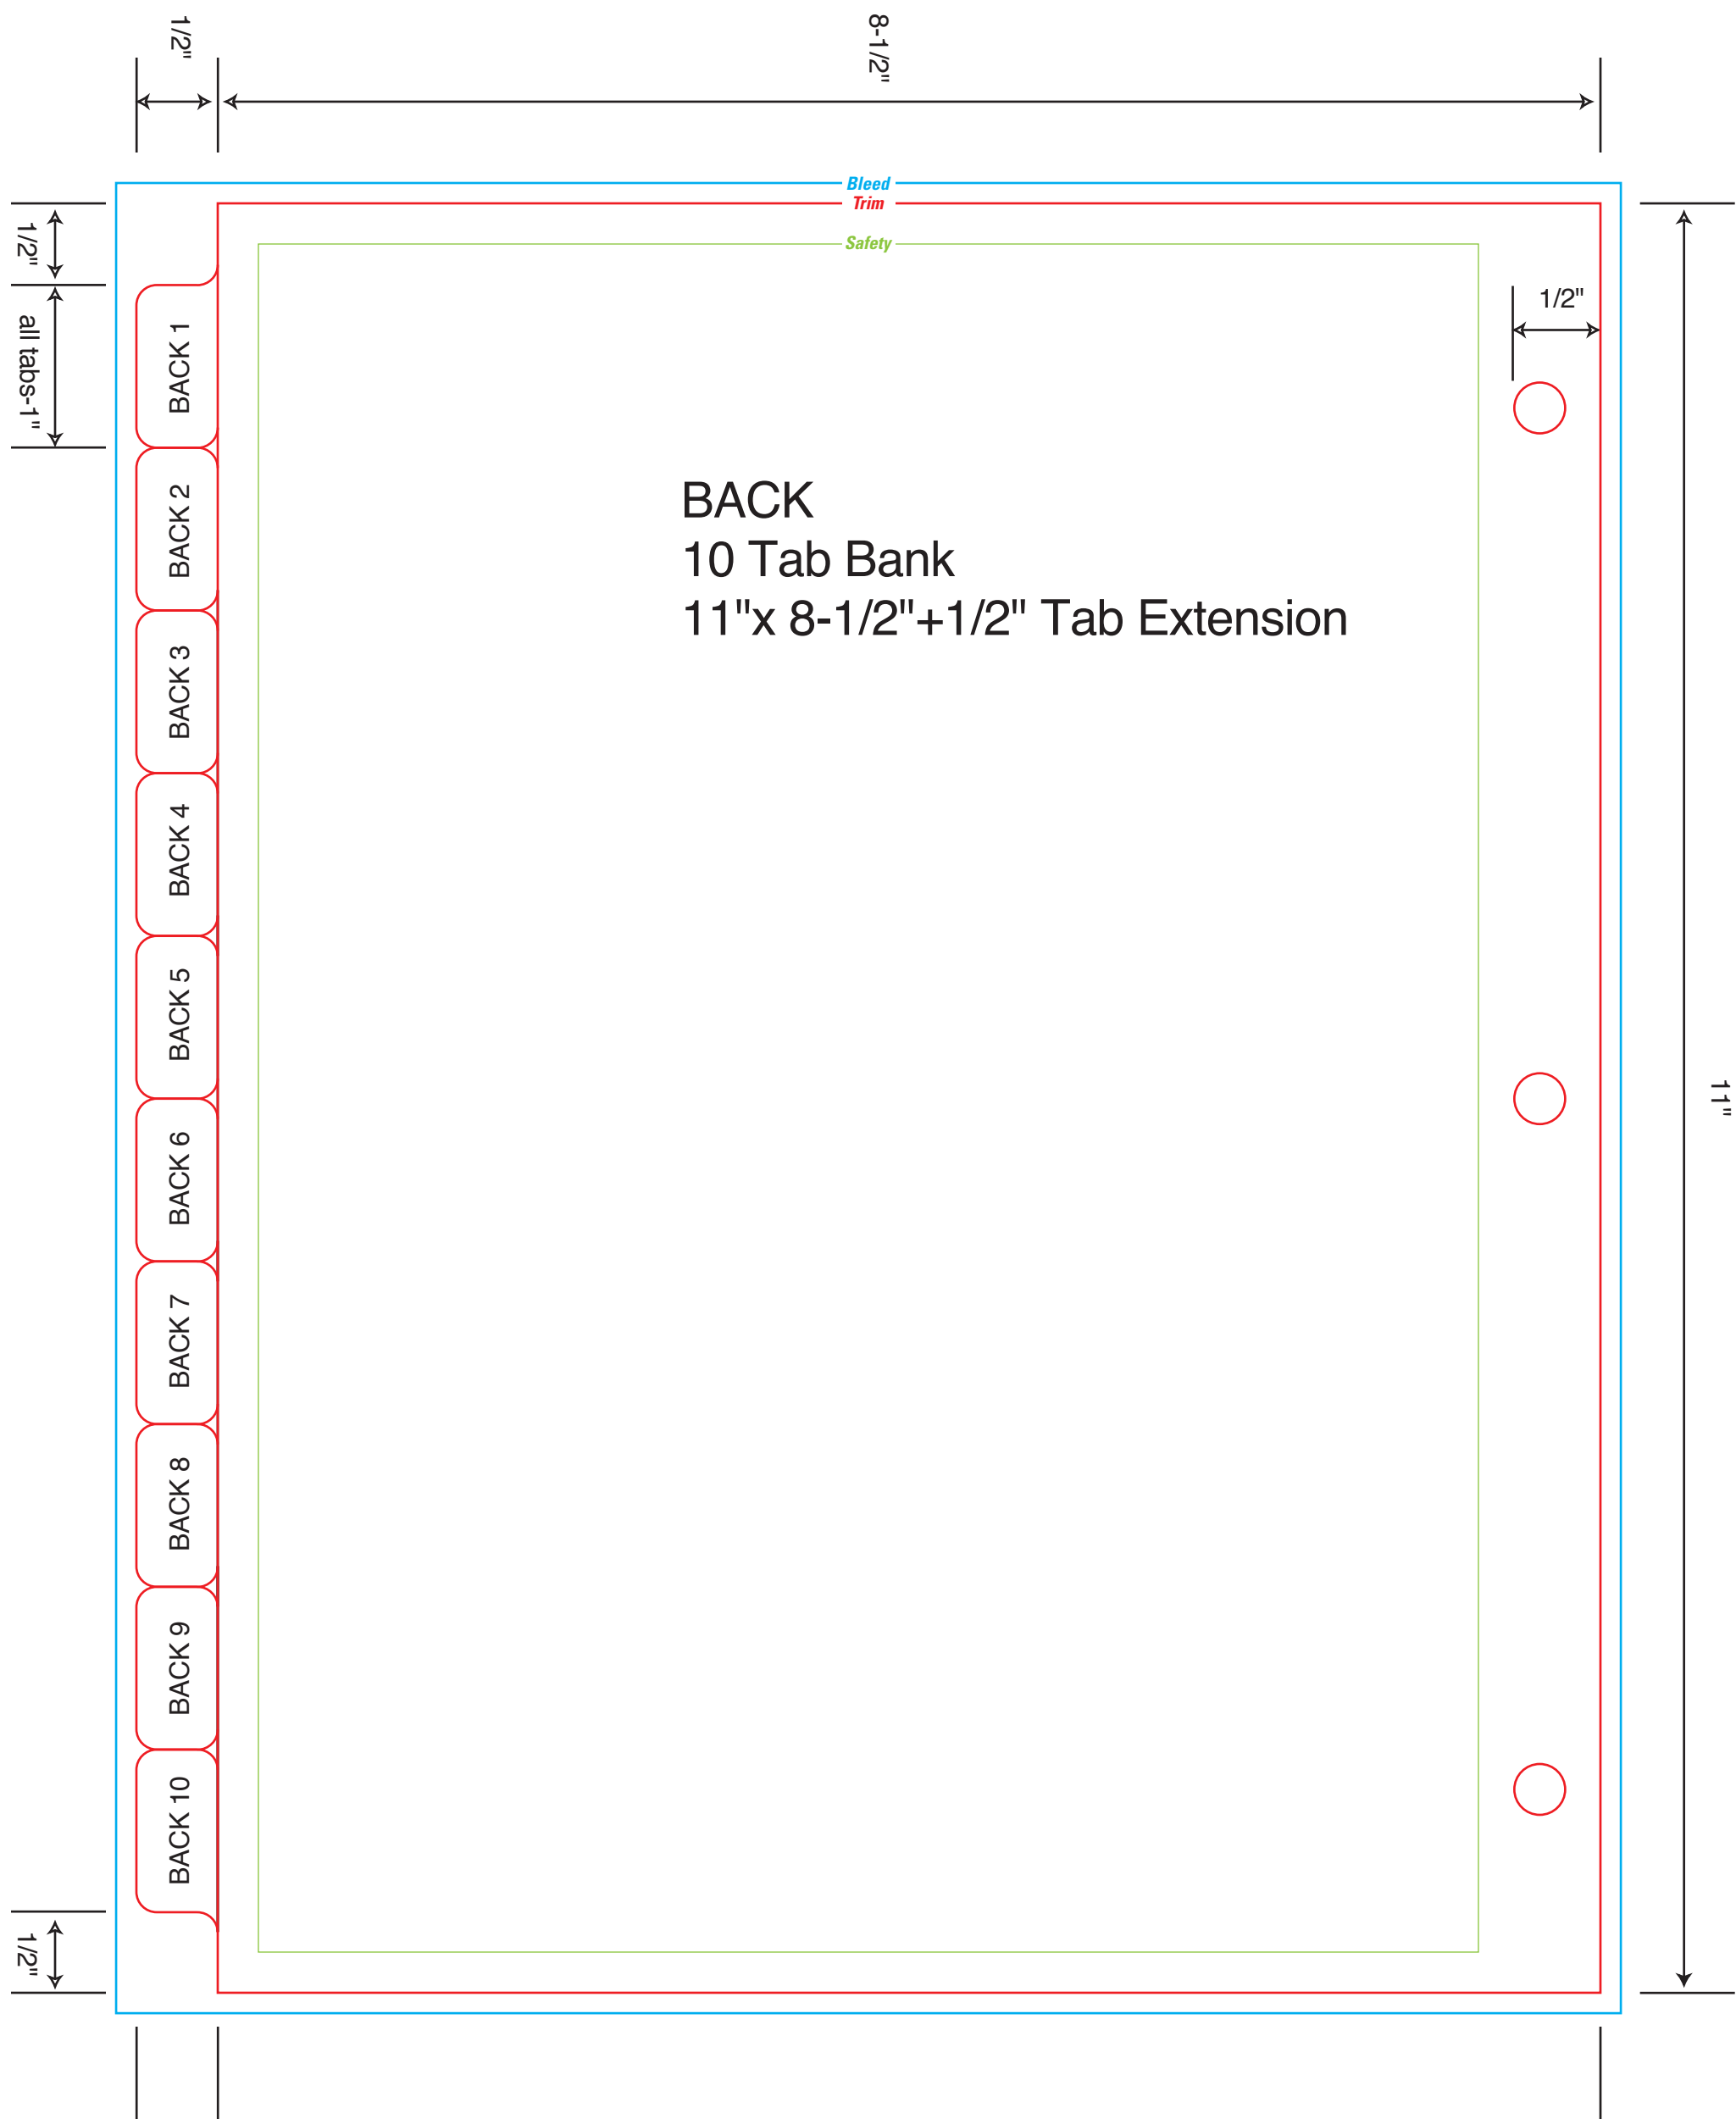 1/2"
8-1/2"
Bleed
Trim
Safety
1/2"
all tabs-1"
1/2"
BACK
10 Tab Bank
11"x 8-1/2"+1/2" Tab Extension
BACK 1
BACK 2
BACK 3
BACK 4
BACK 5
BACK 6
BACK 7
BACK 8
BACK 9
BACK 10
11"
1/2"